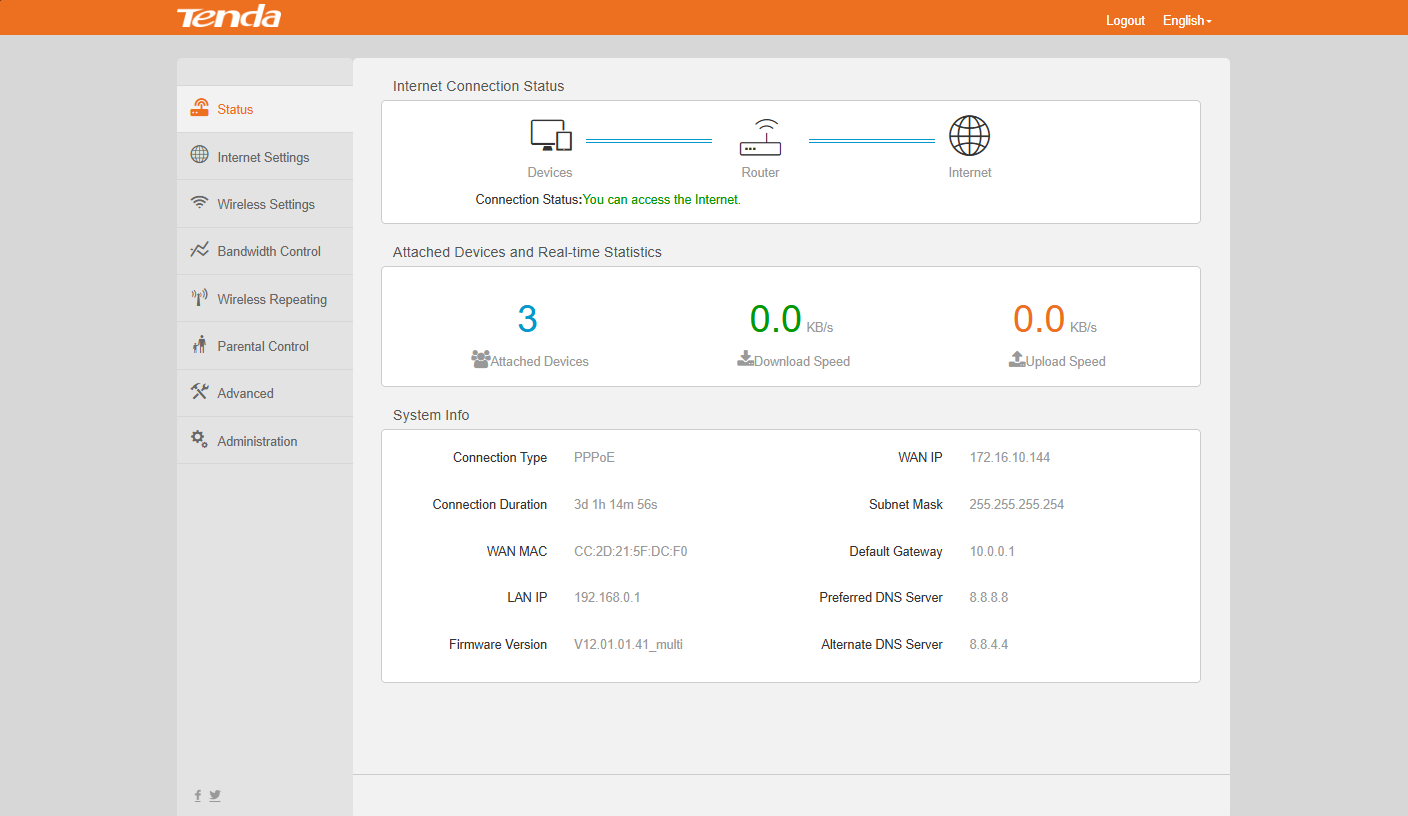 Tenda
Logout English
Status
Internet Settings
Wireless Settings
Bandwidth Control
Wireless Repeating
Parental Control
Advanced
Administration
Internet Connection Status
Devices Router Internet
Connection Status:You can access the Internet.
Attached Devices and Real-time Statistics
3 0.0 KB/s 0.0 KB/s
Attached Devices Download Speed Upload Speed
System Info
Connection Type PPPoE WAN IP 172.16.10.144
Connection Duration 3d 1h 14m 56s Subnet Mask 255.255.255.254
WAN MAC CC:2D:21:5F:DC:F0 Default Gateway 10.0.0.1
LAN IP 192.168.0.1 Preferred DNS Server 8.8.8.8
Firmware Version V12.01.01.41_multi Alternate DNS Server 8.8.4.4